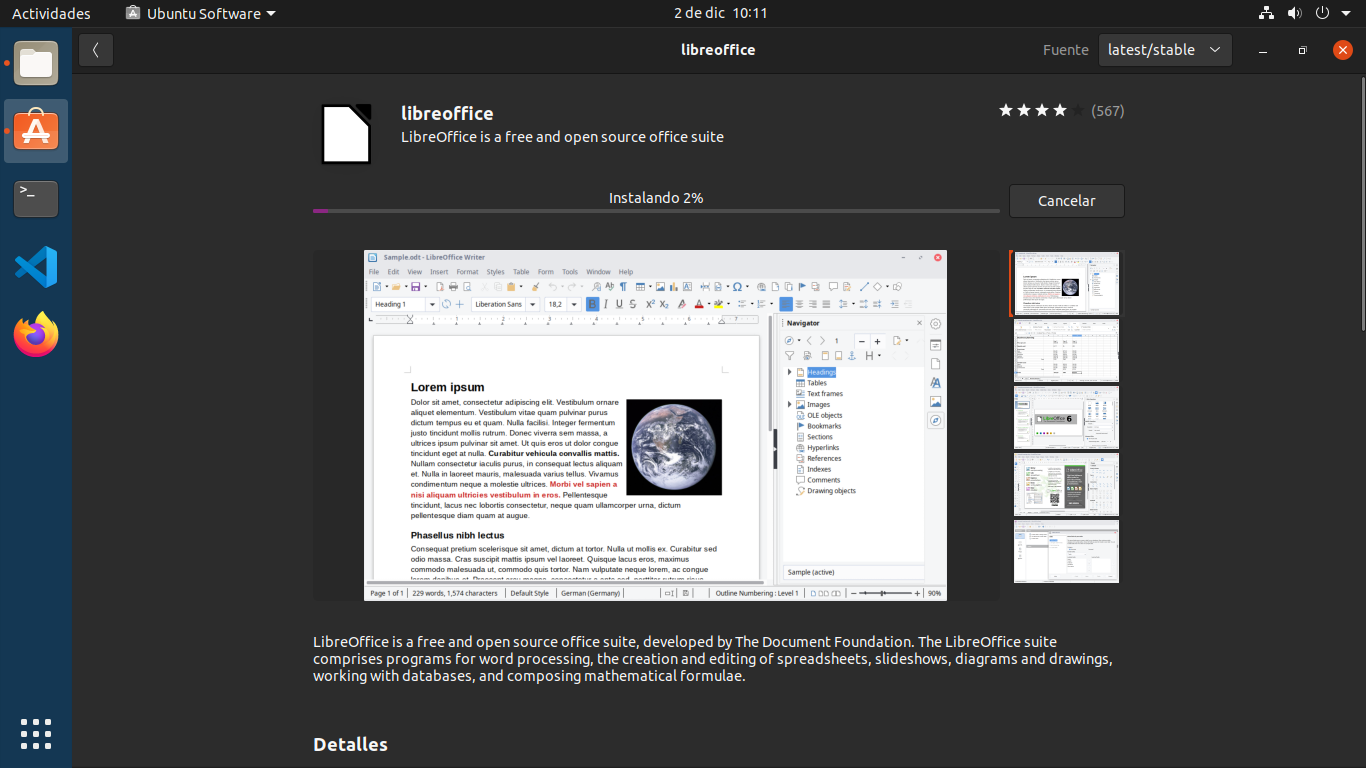 Actividades
Ubuntu Software
2 de dic 10:11
libreoffice
Fuente
latest/stable
libreoffice
LibreOffice is a free and open source office suite
(567)
Instalando 2%
Cancelar
Sample.odt - LibreOffice Writer
File Edit View Insert Format Styles Table Form Tools Window Help
Heading 1
Liberation Sans
18,2
Navigator
1
Headings
Tables
Text frames
Images
OLE objects
Bookmarks
Sections
Hyperlinks
References
Indexes
Comments
Drawing objects
Sample (active)
Lorem ipsum
Dolor sit amet, consectetur adipiscing elit. Vestibulum ornare
aliquet elementum. Vestibulum vitae quam pulvinar purus
dictum tempus eu et quam. Nulla facilisi. Integer fermentum
justo tincidunt mollis rutrum. Donec viverra sem massa, a
ultrices ipsum pulvinar sit amet. Ut quis eros ut dolor congue
tincidunt eget at nulla. Curabitur vehicula convallis mattis.
Nullam consectetur iaculis purus, in consequat lectus aliquam
et. Nulla in laoreet mauris, malesuada varius tellus. Vivamus
condimentum neque a molestie ultrices. Morbi vel sapien a
nisi aliquam ultricies vestibulum in eros. Pellentesque
tincidunt, lacus nec lobortis consectetur, neque quam ullamcorper urna, dictum
pellentesque diam quam at augue.
Phasellus nibh lectus
Consequat pretium scelerisque sit amet, dictum at tortor. Nulla ut mollis ex. Curabitur sed
odio massa. Cras suscipit mattis ipsum vel laoreet. Quisque lacus eros, maximus
commodo malesuada ut, commodo quis tortor. Nam vulputate neque lorem, ac congue
Page 1 of 1 229 words, 1,574 characters Default Style German (Germany) Outline Numbering : Level 1 90%
LibreOffice is a free and open source office suite, developed by The Document Foundation. The LibreOffice suite
comprises programs for word processing, the creation and editing of spreadsheets, slideshows, diagrams and drawings,
working with databases, and composing mathematical formulae.
Detalles